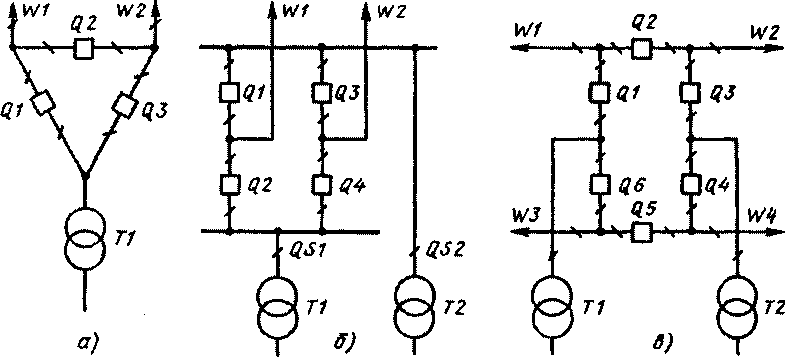 W1 W2
Q2
Q1 Q3
T1
а)
W1 W2
Q1 Q3
Q2 Q4
QS1 QS2
T1 T2
б)
W1 Q2 W2
Q1 Q3
Q6 Q4
W3 Q5 W4
T1 T2
в)